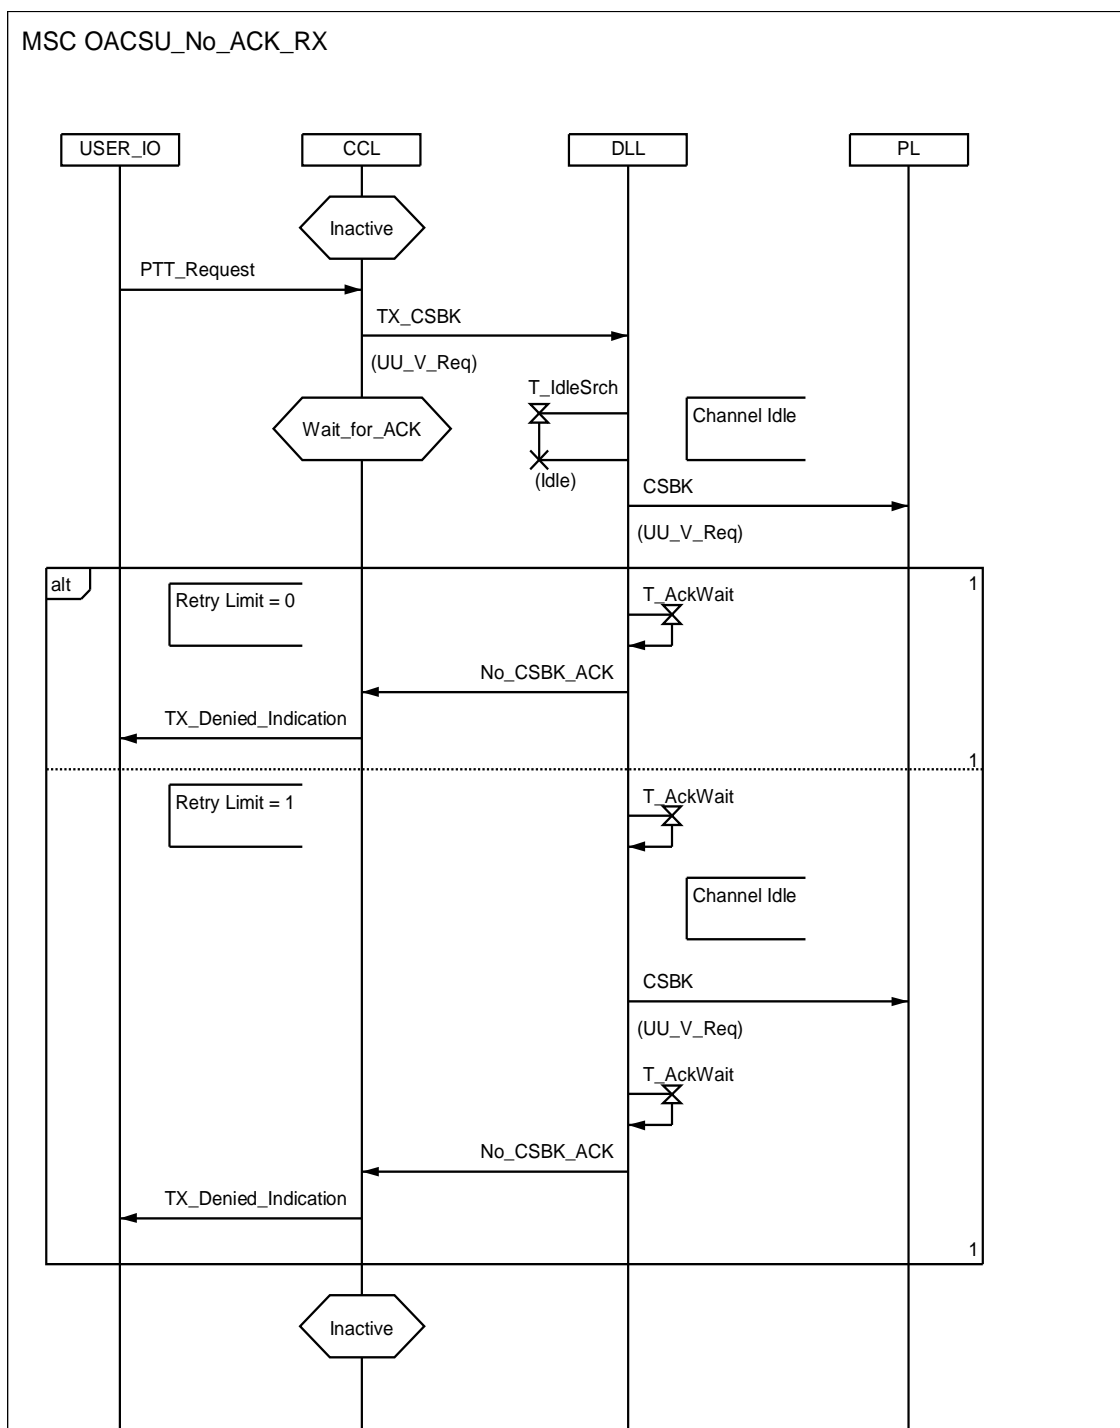 MSC OACSU_No_ACK_RX
USER_IO CCL DLL PL
Inactive
PTT_Request
TX_CSBK
(UU_V_Req)
T_IdleSrch
Channel Idle
Wait_for_ACK
(Idle)
CSBK
(UU_V_Req)
alt 1
Retry Limit = 0
T_AckWait
No_CSBK_ACK
TX_Denied_Indication
1
Retry Limit = 1
T_AckWait
Channel Idle
CSBK
(UU_V_Req)
T_AckWait
No_CSBK_ACK
TX_Denied_Indication
1
Inactive